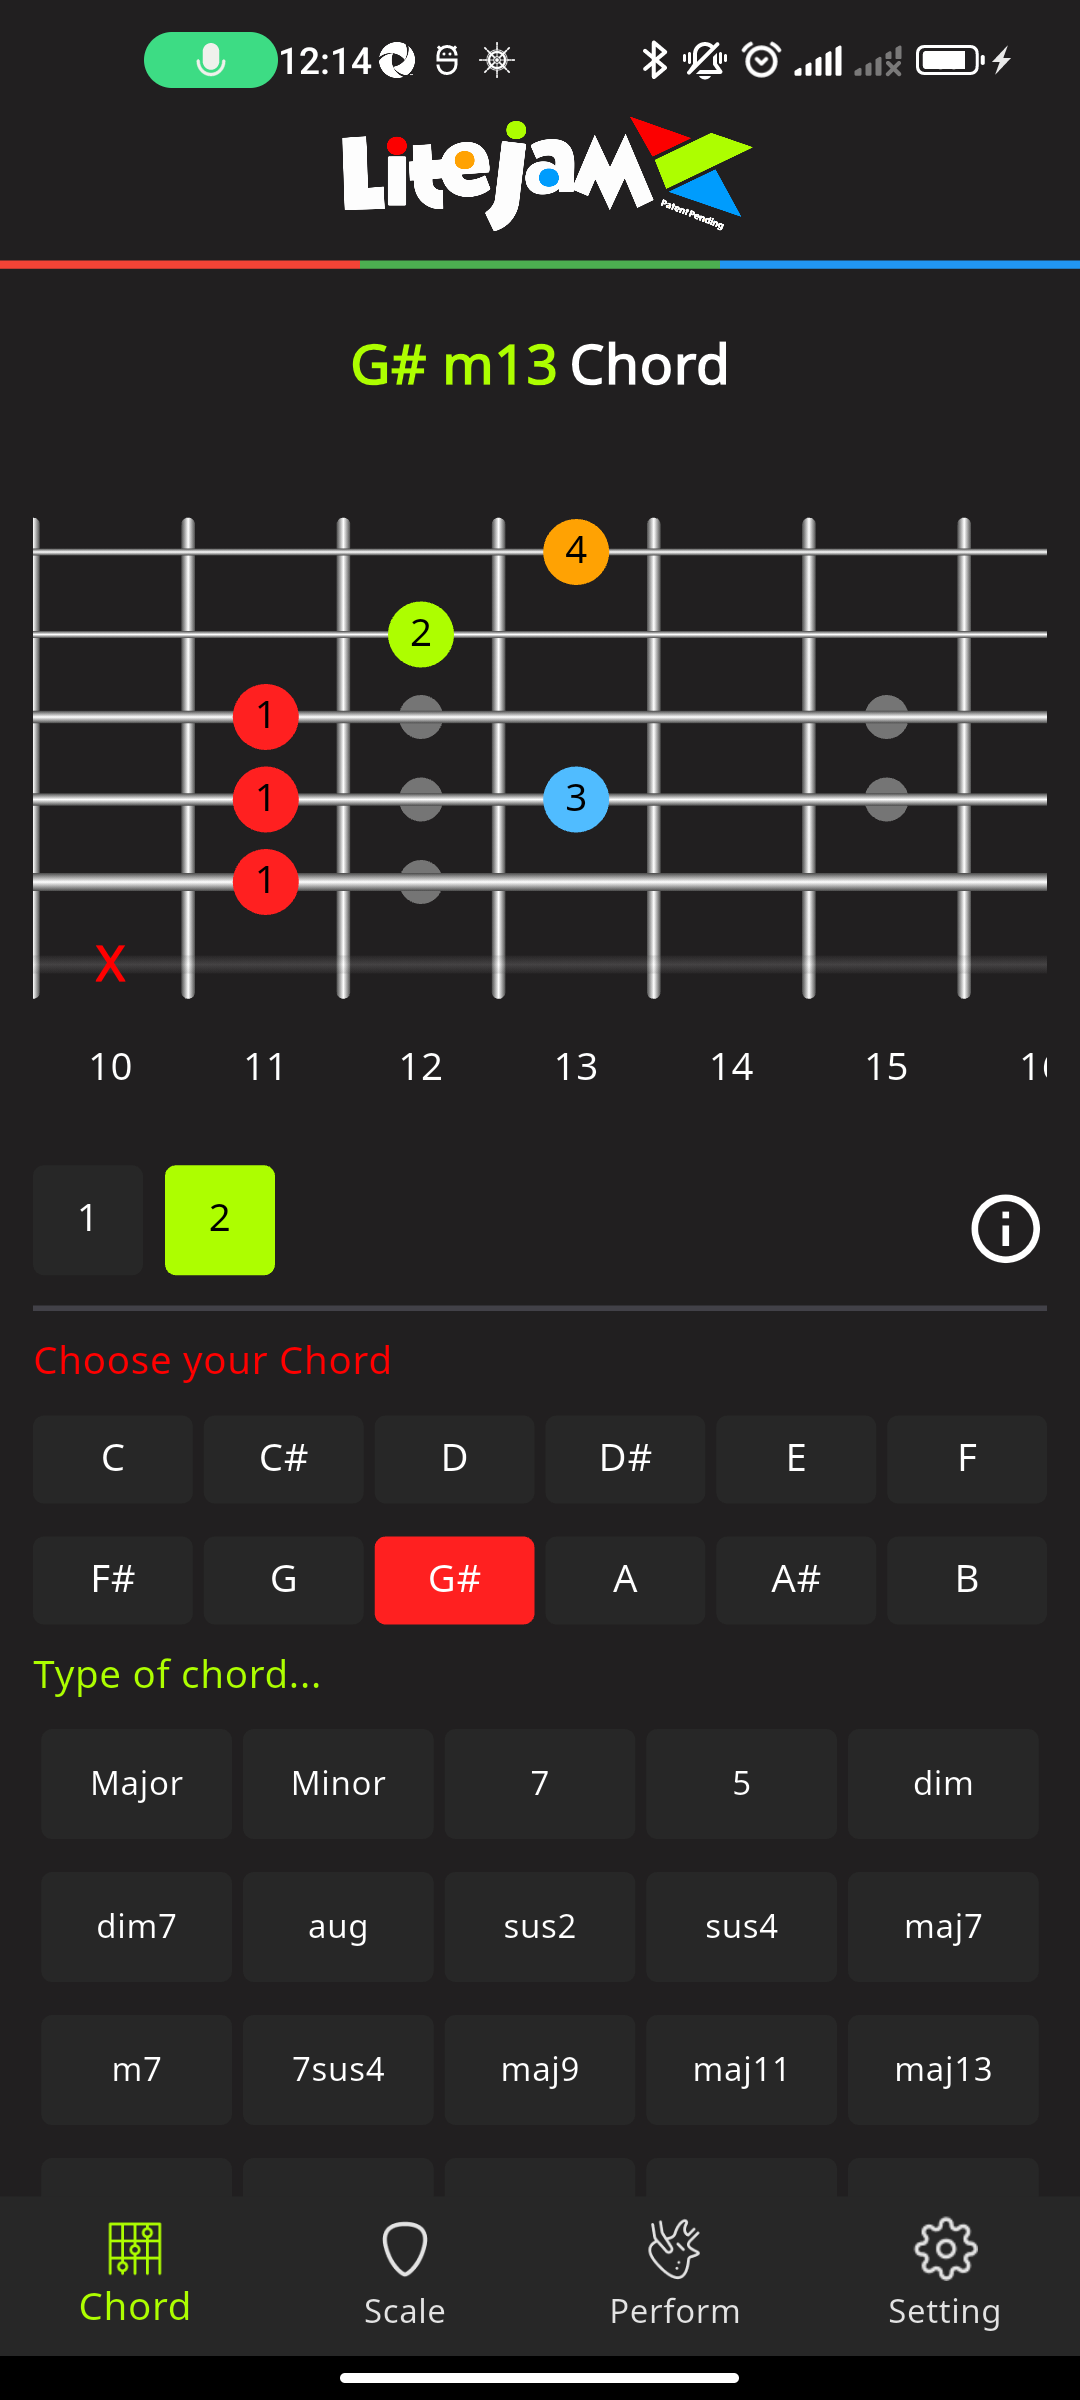 12:14
LitejaM
Patent Pending
G# m13 Chord
4
2
1
1 3
1
X
10 11 12 13 14 15
1 2
Choose your Chord
C C# D D# E F
F# G G# A A# B
Type of chord...
Major Minor 7 5 dim
dim7 aug sus2 sus4 maj7
m7 7sus4 maj9 maj11 maj13
Chord Scale Perform Setting